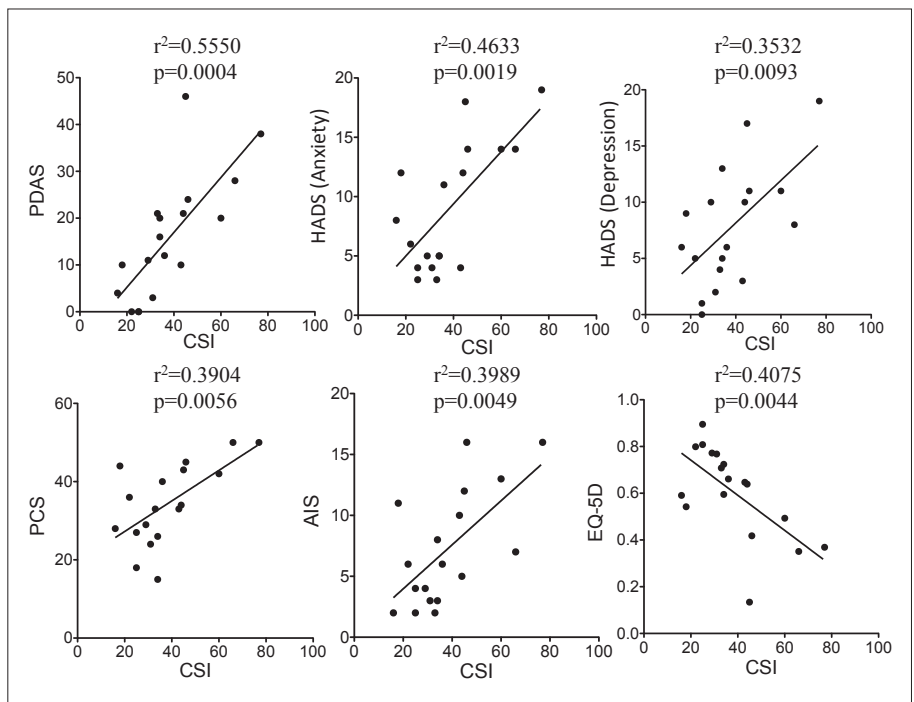 r²=0.5550
p=0.0004
PDAS
50
40
30
20
10
0
0 20 40 60 80 100
CSI
r²=0.4633
p=0.0019
HADS (Anxiety)
20
15
10
5
0
0 20 40 60 80 100
CSI
r²=0.3532
p=0.0093
HADS (Depression)
20
15
10
5
0
0 20 40 60 80 100
CSI
r²=0.3904
p=0.0056
PCS
60
40
20
0
0 20 40 60 80 100
CSI
r²=0.3989
p=0.0049
AIS
20
15
10
5
0
0 20 40 60 80 100
CSI
r²=0.4075
p=0.0044
EQ-5D
1.0
0.8
0.6
0.4
0.2
0.0
0 20 40 60 80 100
CSI